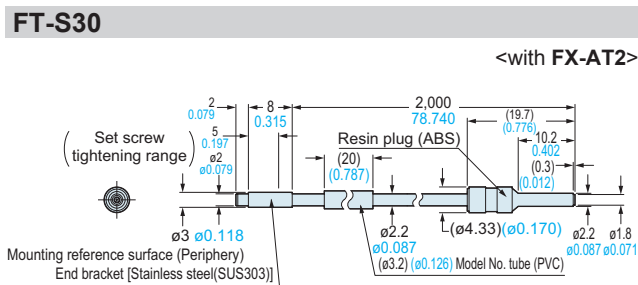 FT-S30
<with FX-AT2>
2
0.079
8
0.315
2,000
78.740
(19.7)
(0.776)
10.2
0.402
(0.3)
(0.012)
Set screw
tightening range
5
0.197
ø2
ø0.079
Resin plug (ABS)
(20)
(0.787)
ø3 ø0.118
ø2.2
ø0.087
(ø4.33)(ø0.170)
ø2.2
ø0.087
ø1.8
ø0.071
(ø3.2) (ø0.126) Model No. tube (PVC)
Mounting reference surface (Periphery)
End bracket [Stainless steel(SUS303)]